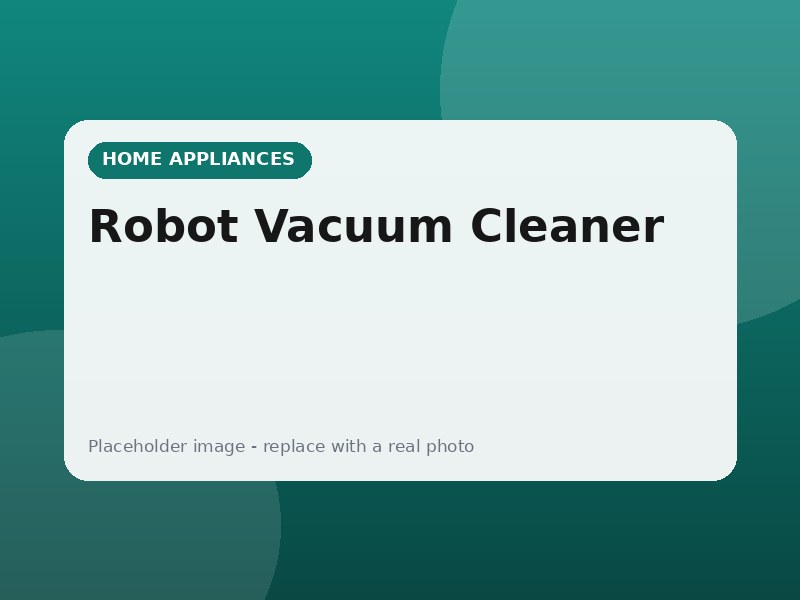 HOME APPLIANCES
Robot Vacuum Cleaner
Placeholder image - replace with a real photo